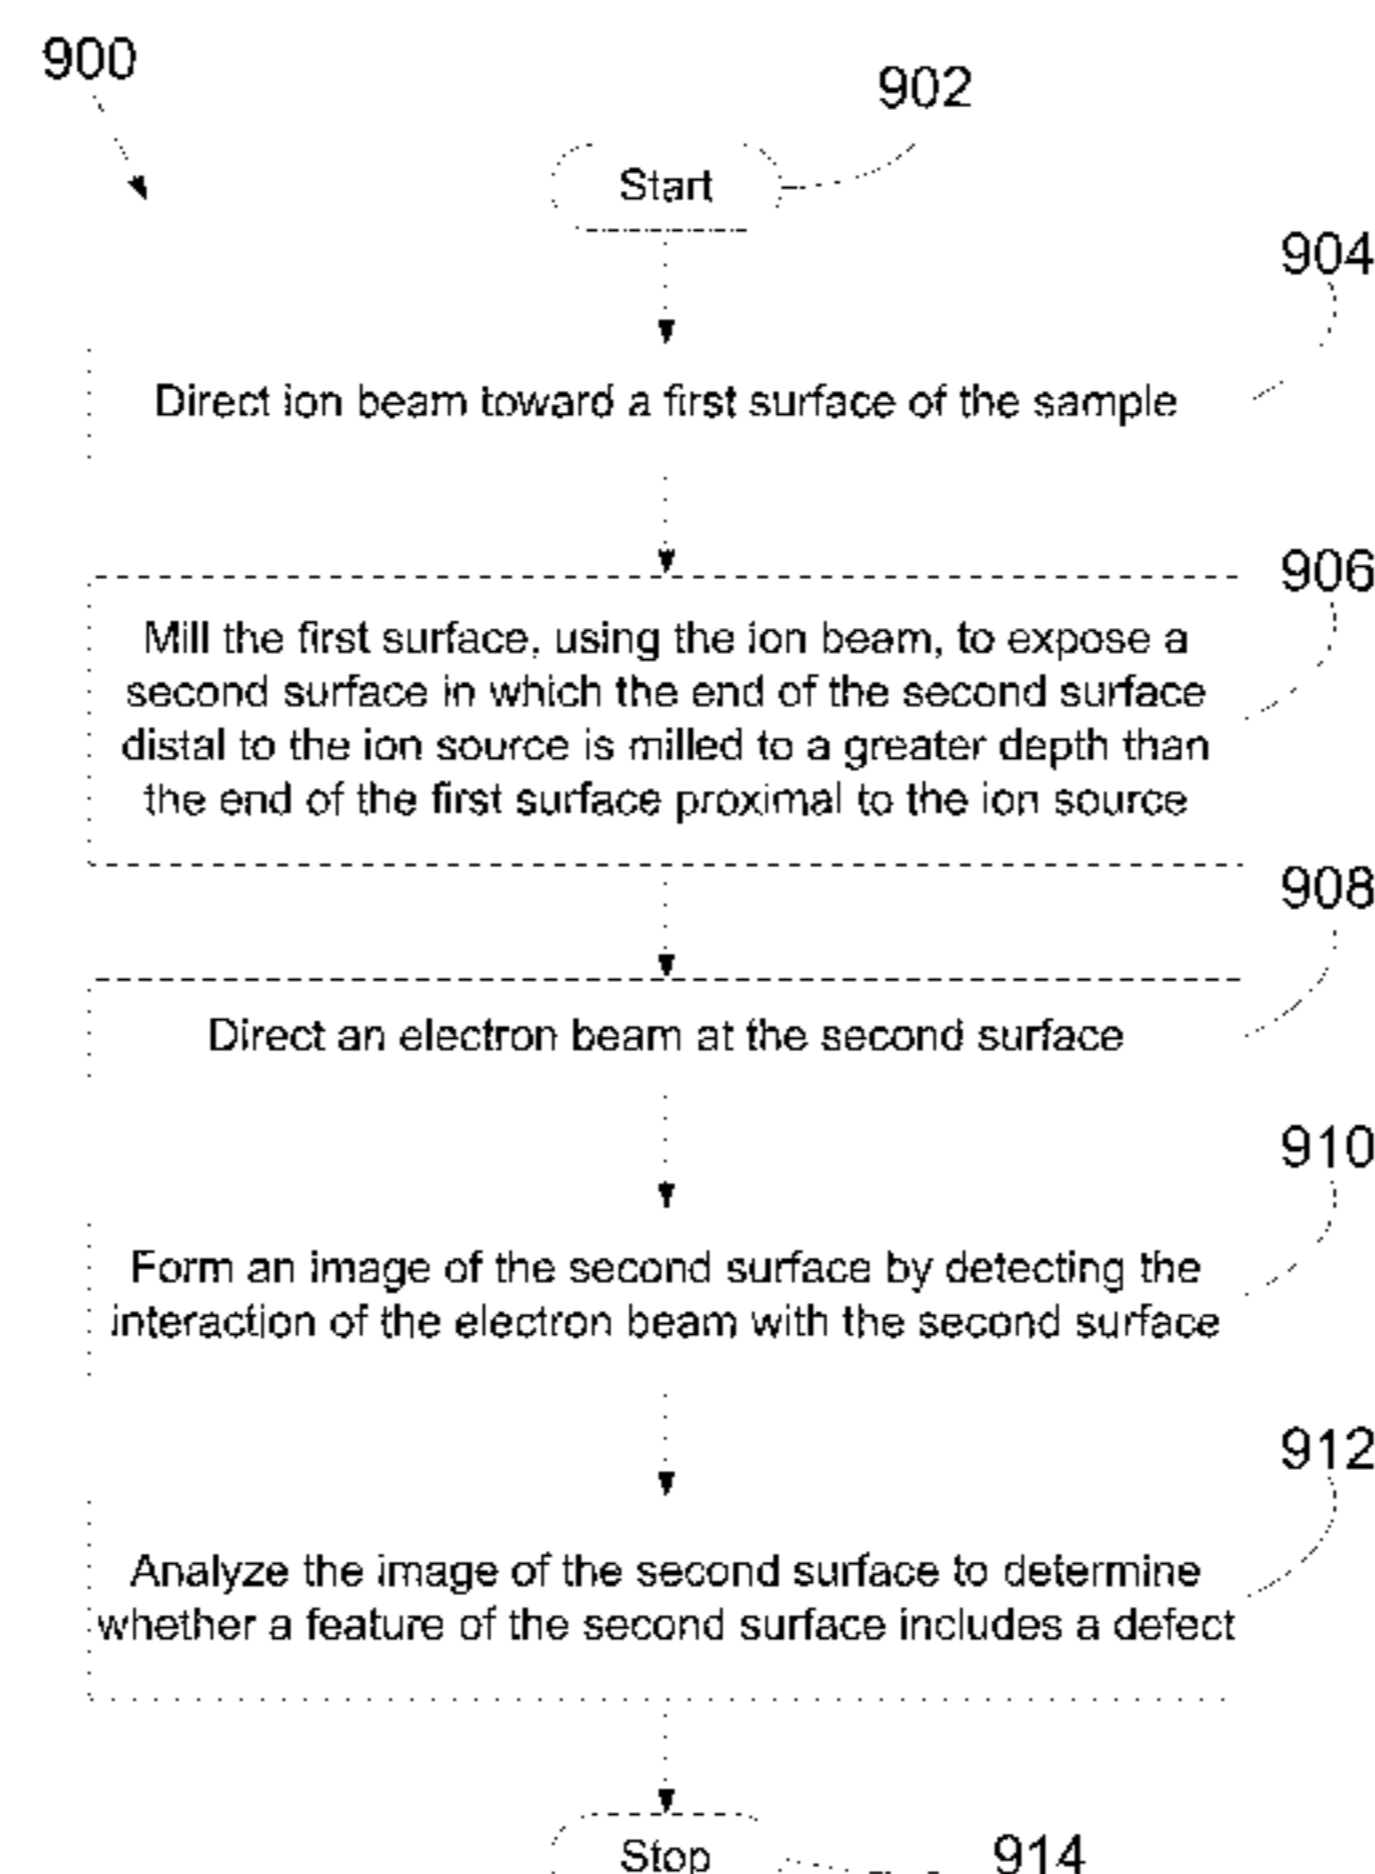 900
902
Start
904
Direct ion beam toward a first surface of the sample
906
Mill the first surface, using the ion beam, to expose a
second surface in which the end of the second surface
distal to the ion source is milled to a greater depth than
the end of the first surface proximal to the ion source
908
Direct an electron beam at the second surface
910
Form an image of the second surface by detecting the
interaction of the electron beam with the second surface
912
Analyze the image of the second surface to determine
whether a feature of the second surface includes a defect
Stop
914